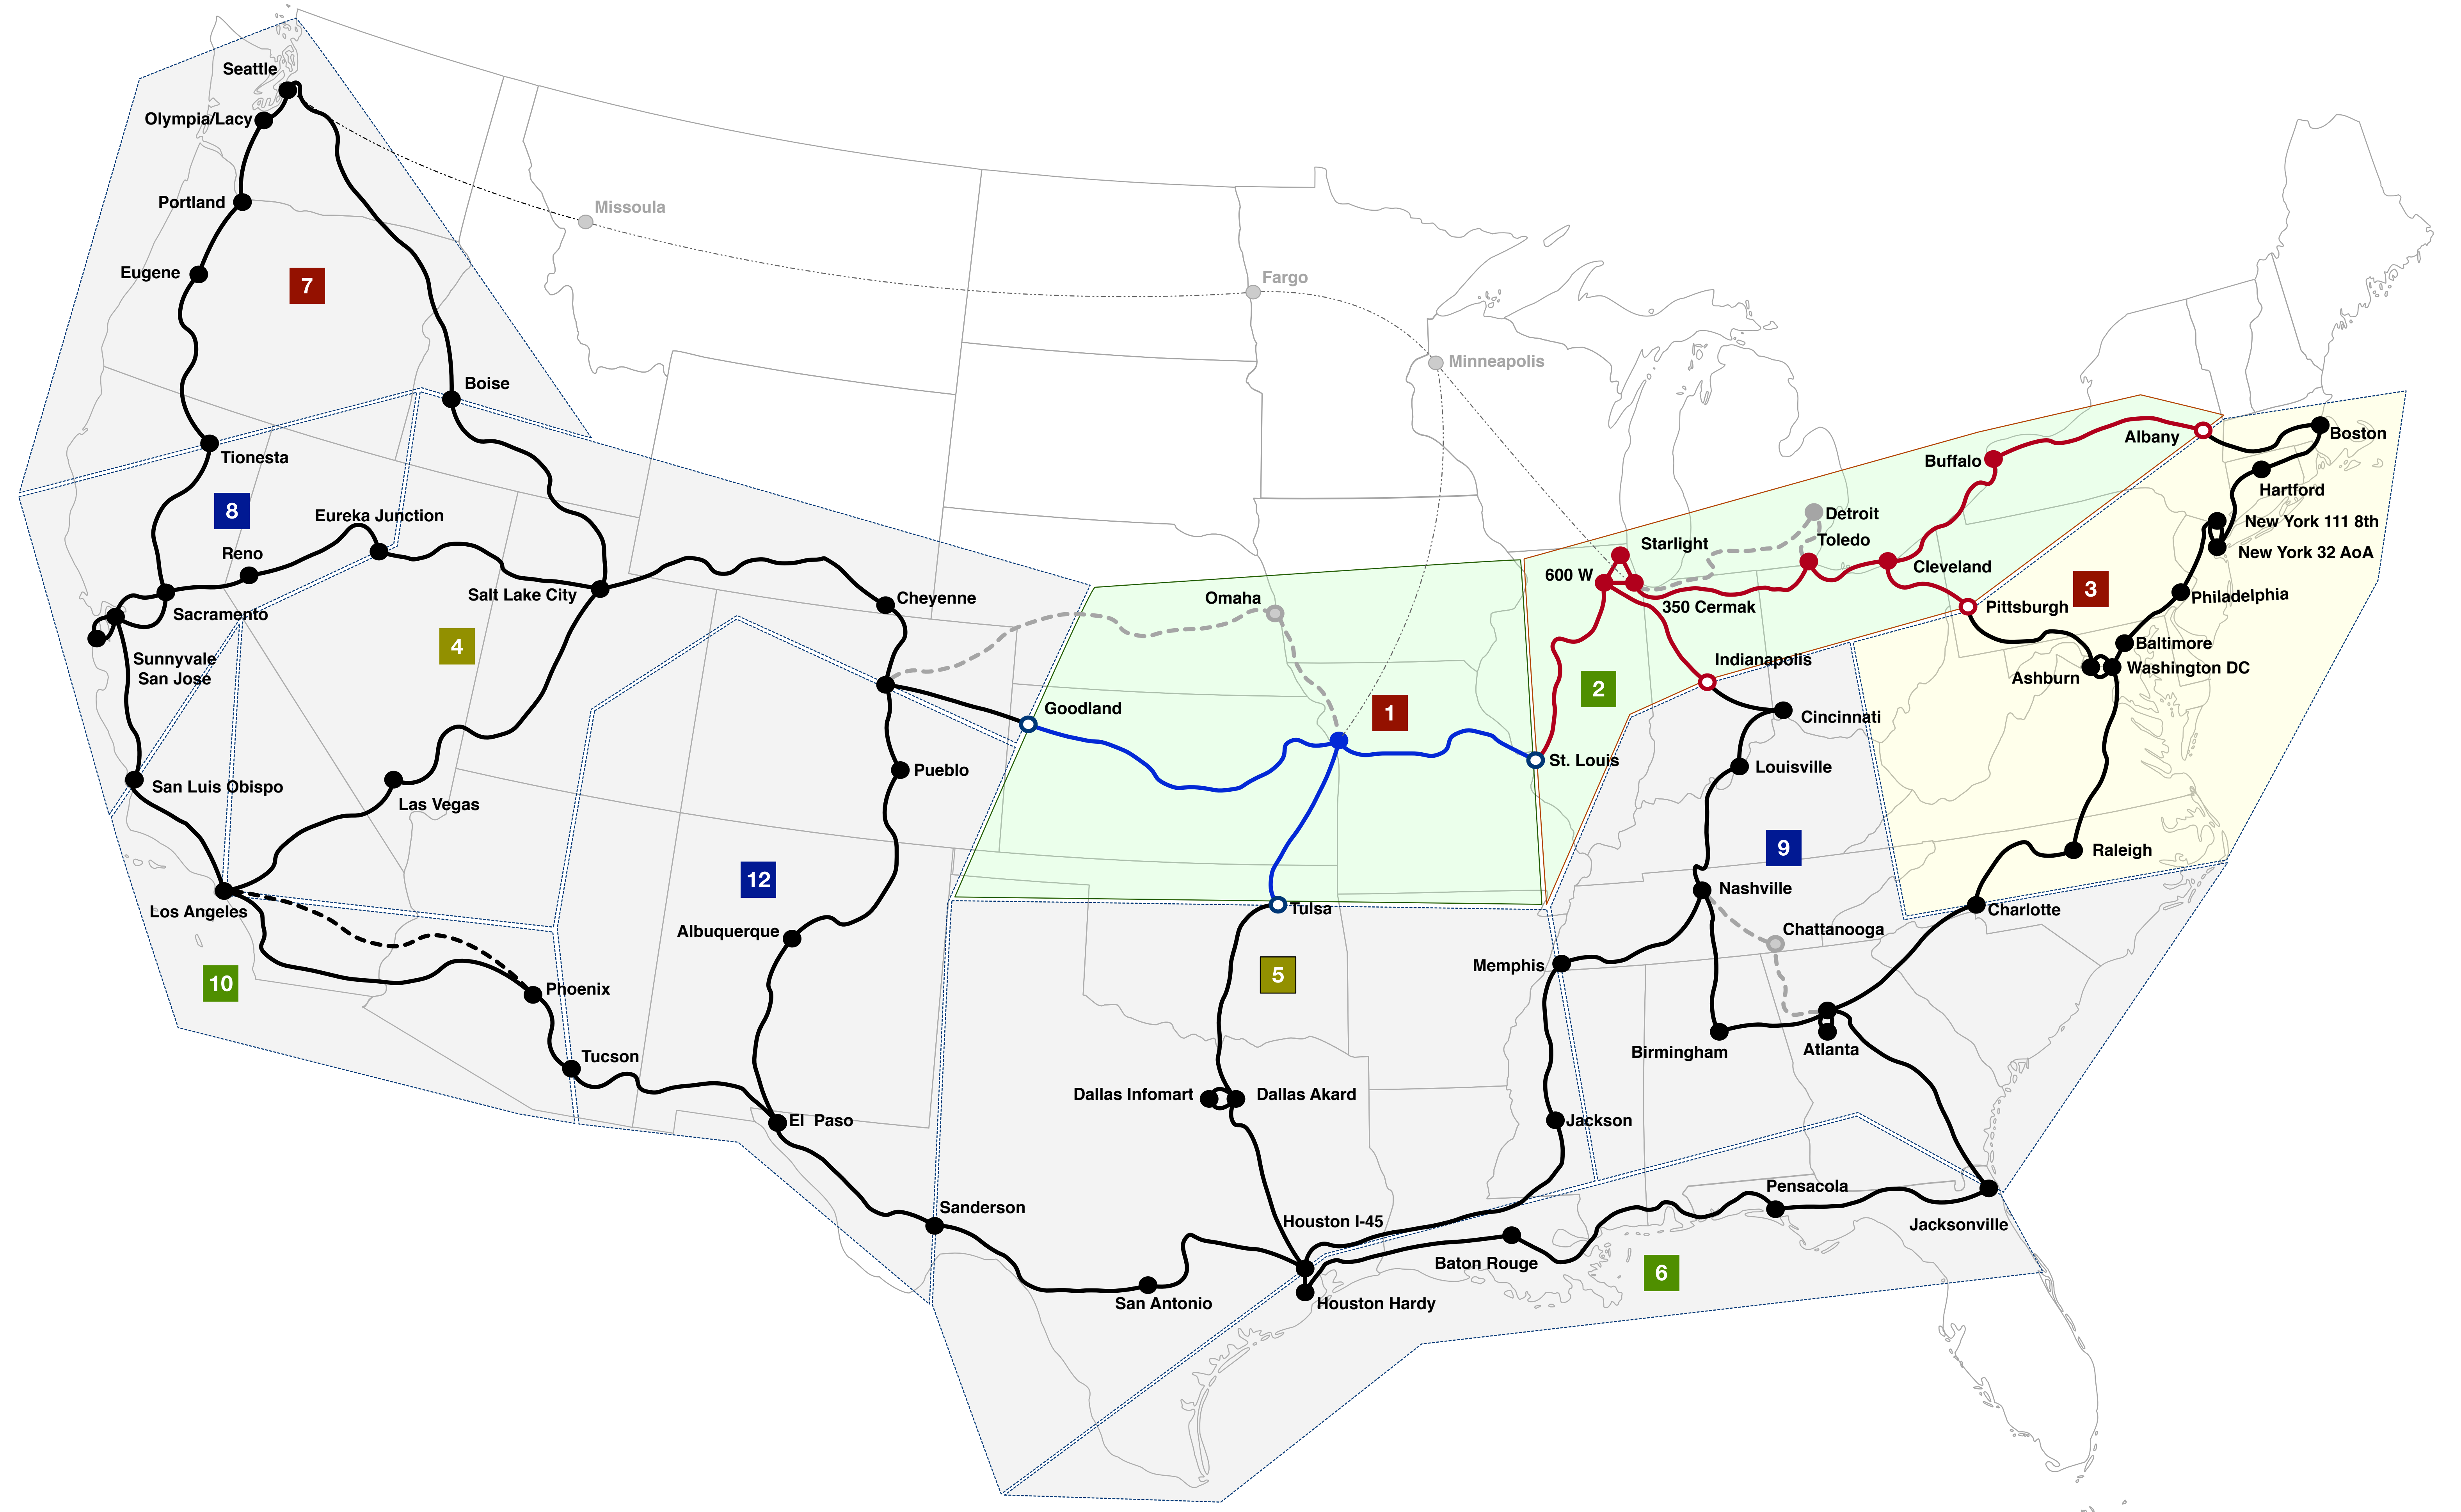 Seattle
Olympia/Lacy
Portland
Missoula
Eugene
7
Fargo
Minneapolis
Boise
Tionesta
8
Eureka Junction
Reno
Sacramento
Sunnyvale
San Jose
4
Salt Lake City
Cheyenne
Omaha
Goodland
1
Pueblo
San Luis Obispo
Las Vegas
Los Angeles
12
Albuquerque
10
Phoenix
Tucson
El Paso
Tulsa
5
Dallas Infomart
Dallas Akard
Sanderson
San Antonio
Houston I-45
Houston Hardy
Baton Rouge
6
Pensacola
Jacksonville
Jackson
Memphis
Birmingham
Atlanta
Chattanooga
Nashville
9
Louisville
Cincinnati
Indianapolis
2
St. Louis
600 W
Starlight
350 Cermak
Detroit
Toledo
Cleveland
Buffalo
Albany
Boston
Hartford
New York 111 8th
New York 32 AoA
3
Pittsburgh
Philadelphia
Baltimore
Washington DC
Ashburn
Raleigh
Charlotte